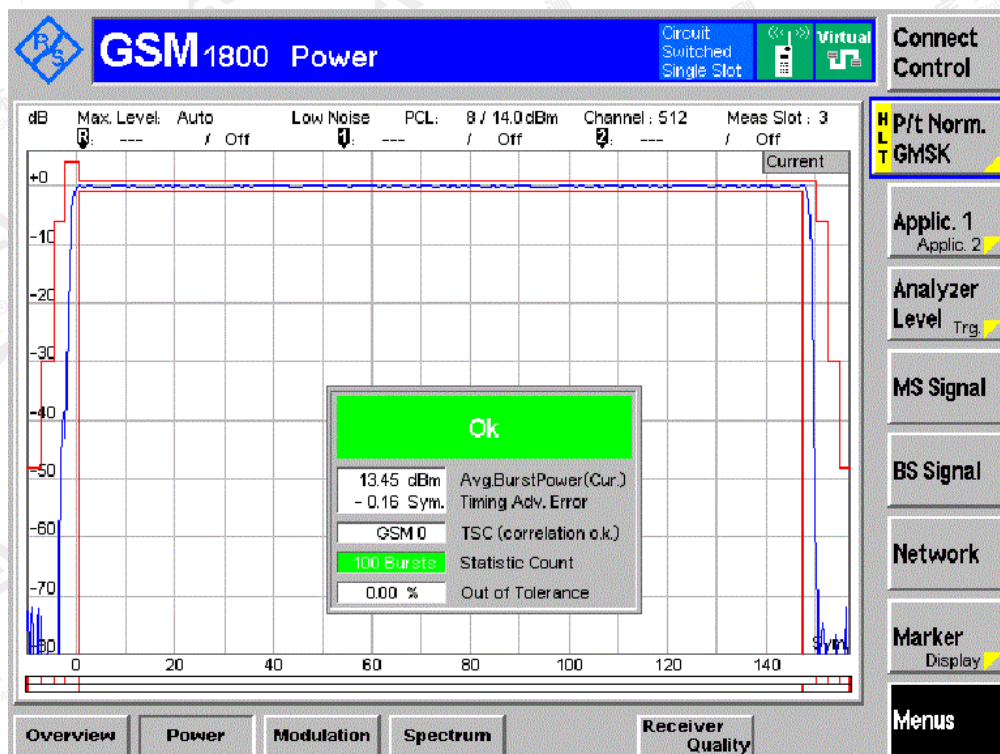 R/S
GSM 1800 Power
Circuit
Switched
Single Slot
Virtual
Connect
Control
dB Max. Level: Auto Low Noise PCL: 8 / 14.0 dBm Channel : 512 Meas Slot : 3
R: --- / Off 1: --- / Off 2: --- / Off
Current
HLT
P/t Norm.
GMSK
Applic. 1
Applic. 2
Analyzer
Level Trg.
MS Signal
BS Signal
Network
Marker
Display
Menus
+0
-10
-20
-30
-40
-50
-60
-70
-80
Ok
13.45 dBm Avg.BurstPower(Cur.)
- 0.16 Sym. Timing Adv. Error
GSM 0 TSC (correlation o.k.)
100 Bursts Statistic Count
0.00 % Out of Tolerance
0 20 40 60 80 100 120 140
Overview Power Modulation Spectrum Receiver
Quality